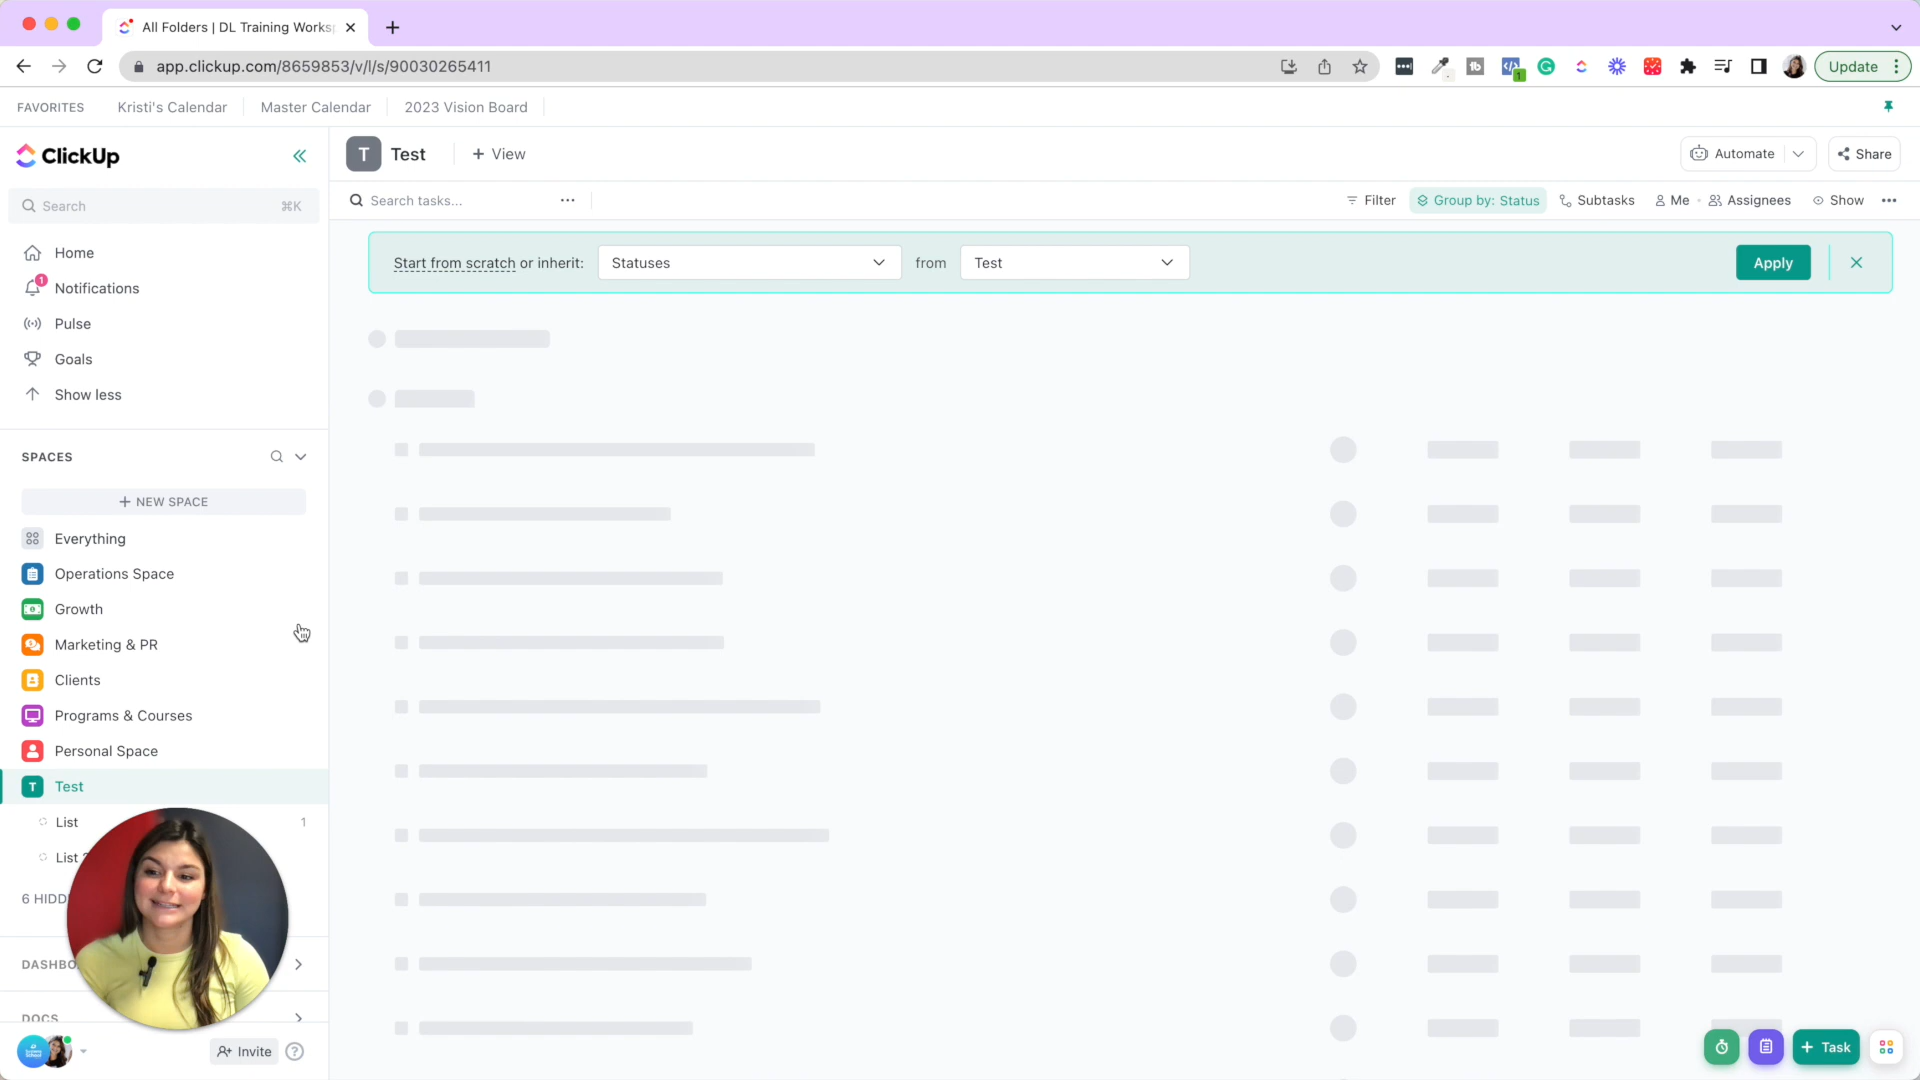 All Folders | DL Training Works
app.clickup.com/8659853/v/l/s/90030265411
Update
FAVORITES Kristi's Calendar Master Calendar 2023 Vision Board
ClickUp
Search ⌘K
Home
1
Notifications
Pulse
Goals
Show less
SPACES
+ NEW SPACE
Everything
Operations Space
Growth
Marketing & PR
Clients
Programs & Courses
Personal Space
T Test
List 1
List
6 HIDD
DASHBO
DOCS
Invite ?
T Test + View
Automate Share
Search tasks... ...
Filter Group by: Status Subtasks Me Assignees Show ...
Start from scratch or inherit: Statuses from Test Apply
+ Task